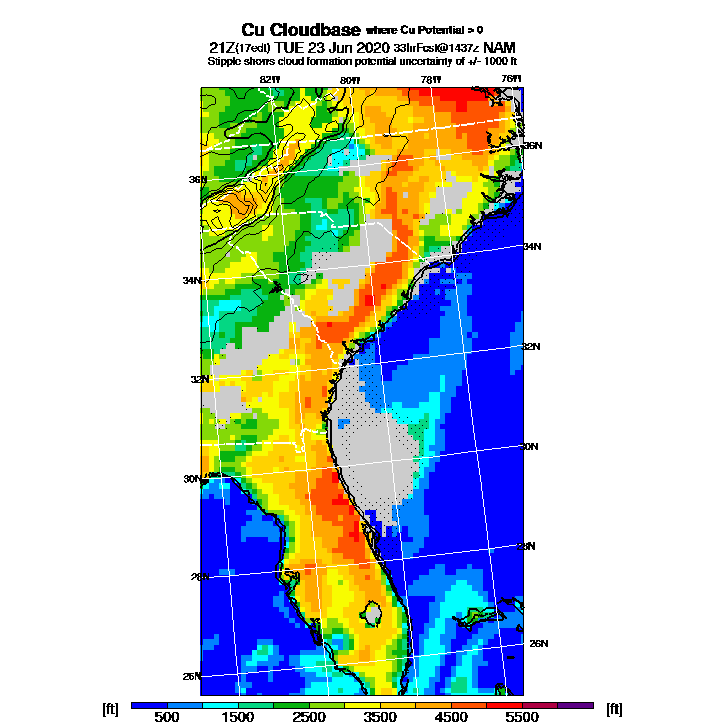 Cu Cloudbase where Cu Potential > 0
21Z(17edt) TUE 23 Jun 2020 33hrFcst@1437z NAM
Stipple shows cloud formation potential uncertainty of +/- 1000 ft
82W 80W 78W 76W
36N
36N
34N
34N
32N
32N
30N
30N
28N
28N
26N
26N
[ft] 500 1500 2500 3500 4500 5500 [ft]